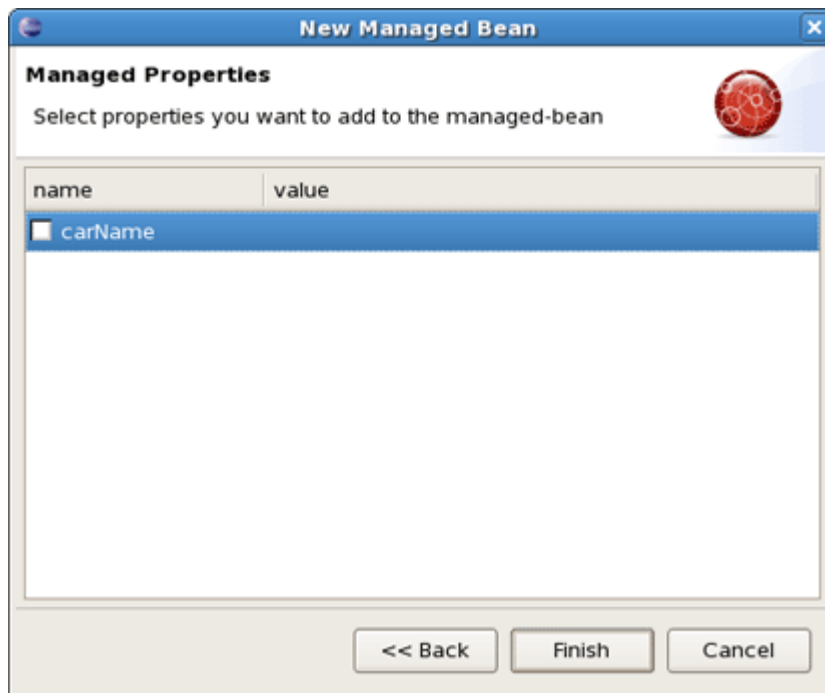 New Managed Bean
Managed Properties
Select properties you want to add to the managed-bean
name value
carName
<< Back Finish Cancel